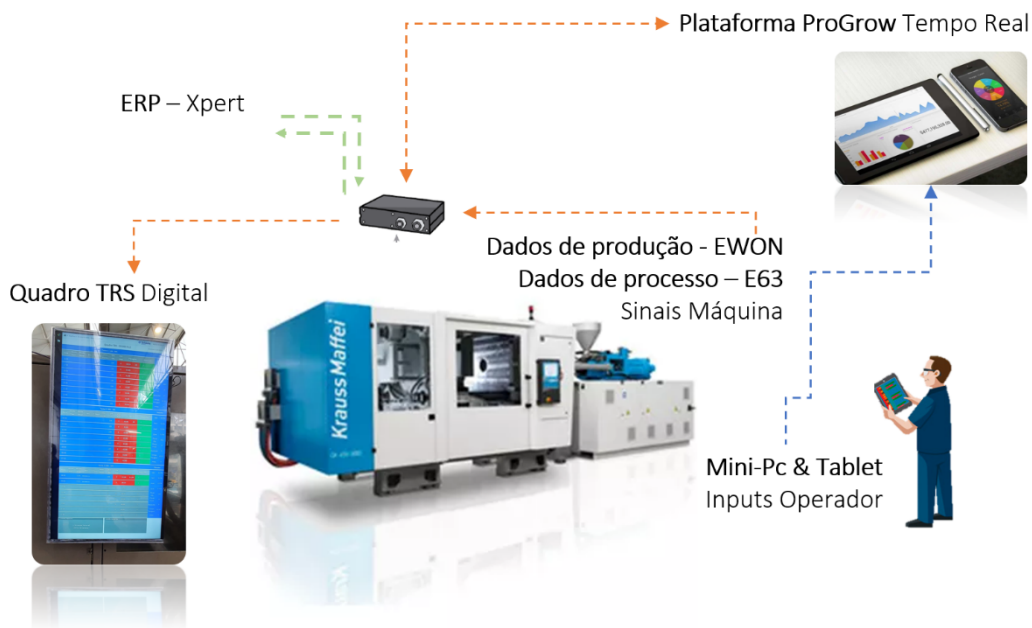 Plataforma ProGrow Tempo Real
ERP – Xpert
Dados de produção - EWON
Dados de processo – E63
Sinais Máquina
Quadro TRS Digital
KraussMaffei
Mini-Pc & Tablet
Inputs Operador